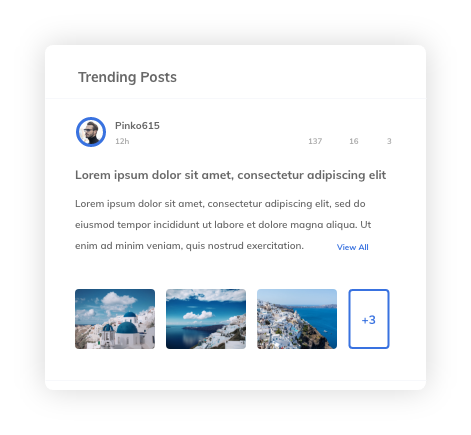 Trending Posts
Pinko615
12h
137 16 3
Lorem ipsum dolor sit amet, consectetur adipiscing elit
Lorem ipsum dolor sit amet, consectetur adipiscing elit, sed do
eiusmod tempor incididunt ut labore et dolore magna aliqua. Ut
enim ad minim veniam, quis nostrud exercitation. View All
+3